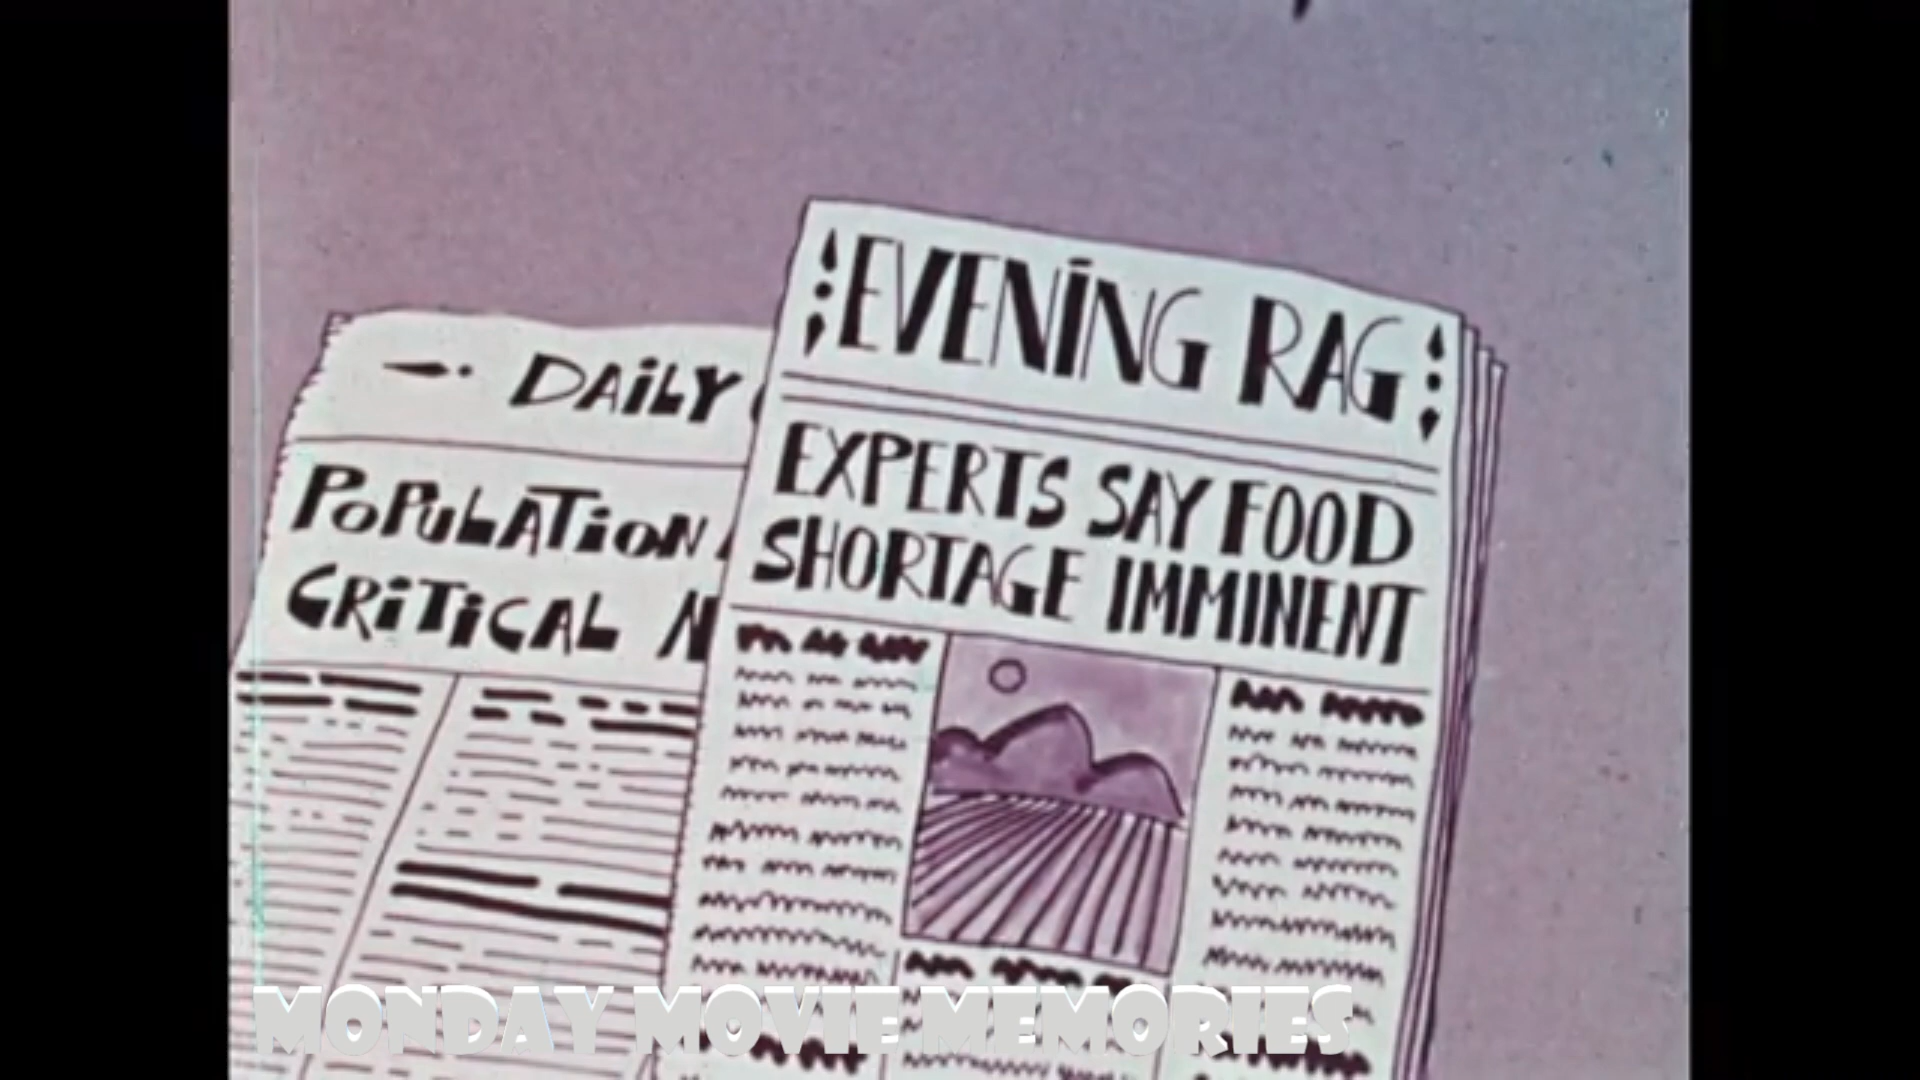 DAiLY
POPULATiON
CRiTiCAL
EVENING RAG
EXPERTS SAY FOOD
SHORTAGE IMMINENT
MONDAY MOVIE MEMORIES